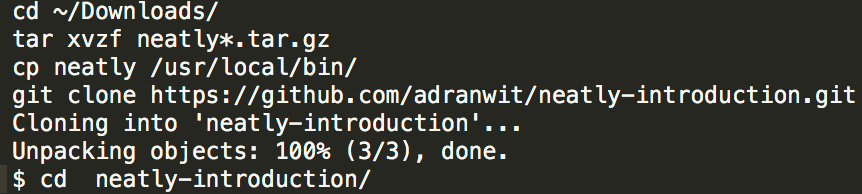 cd ~/Downloads/
tar xvzf neatly*.tar.gz
cp neatly /usr/local/bin/
git clone https://github.com/adranwit/neatly-introduction.git
Cloning into 'neatly-introduction'...
Unpacking objects: 100% (3/3), done.
$ cd  neatly-introduction/